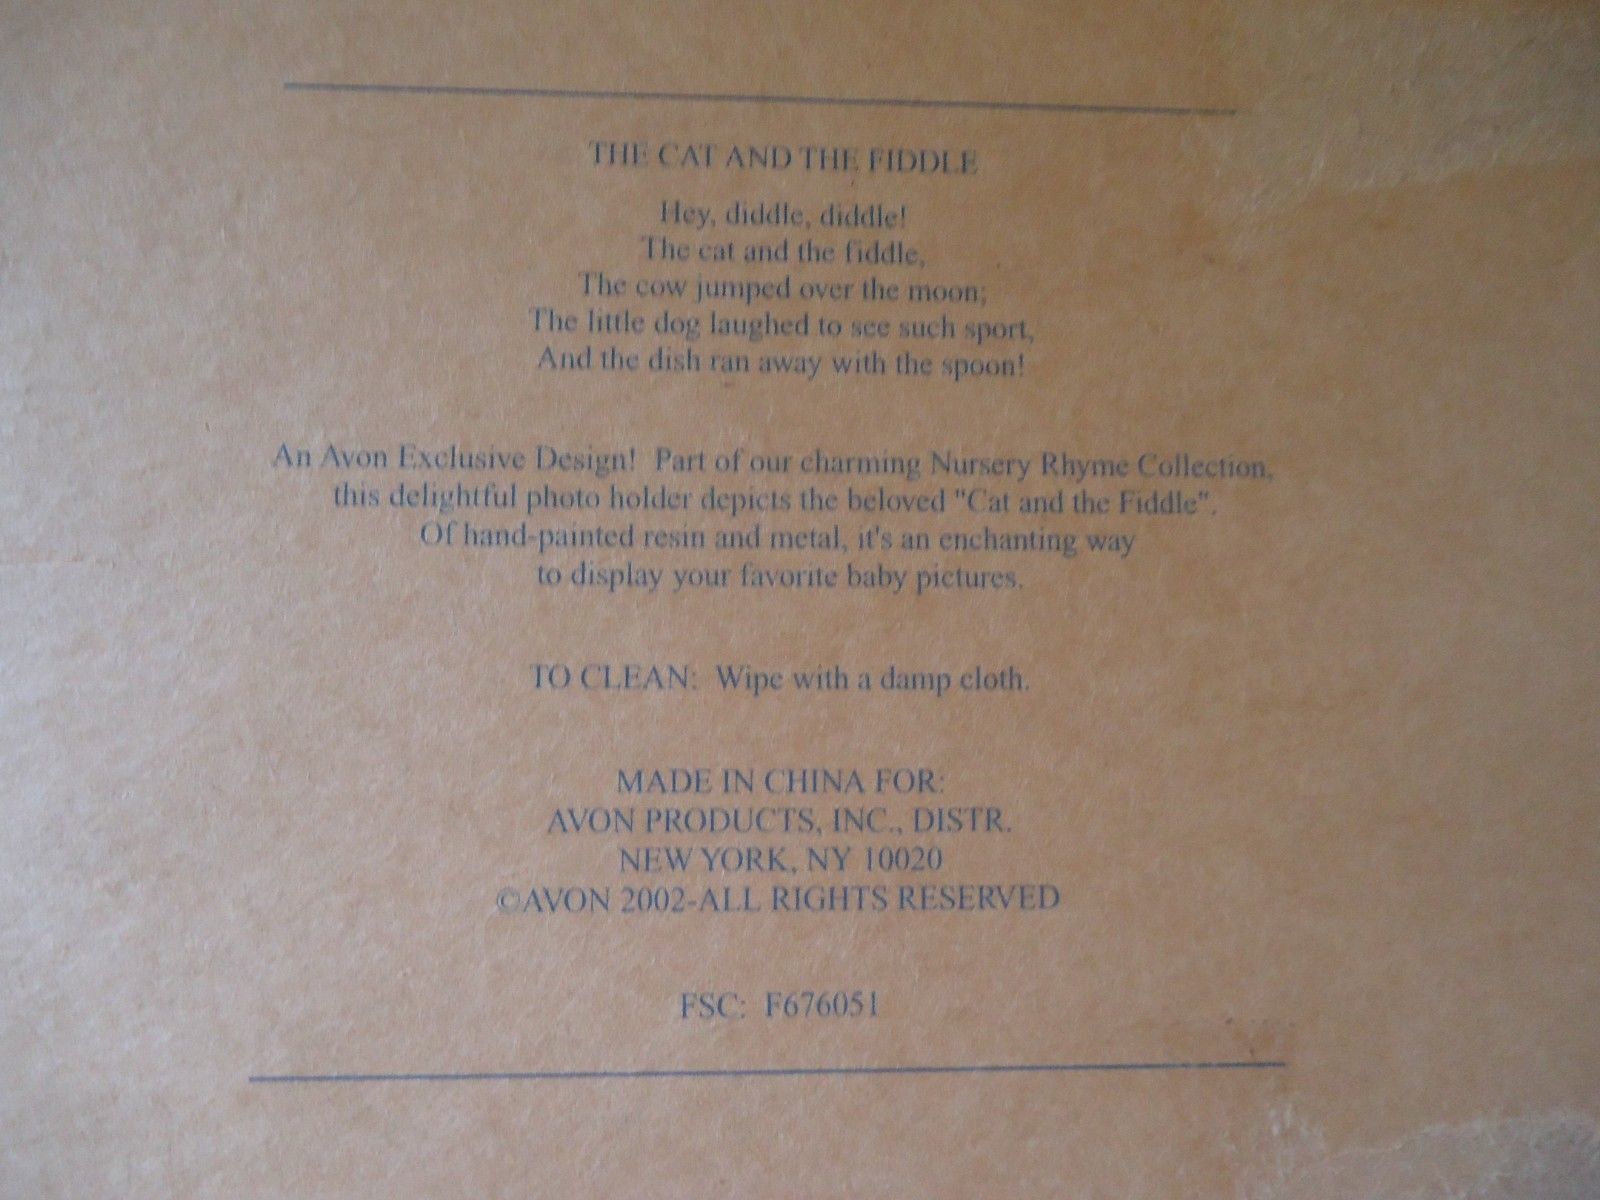 THE CAT AND THE FIDDLE
Hey, diddle, diddle!
The cat and the fiddle,
The cow jumped over the moon;
The little dog laughed to see such sport,
And the dish ran away with the spoon!
An Avon Exclusive Design! Part of our charming Nursery Rhyme Collection,
this delightful photo holder depicts the beloved "Cat and the Fiddle".
Of hand-painted resin and metal, it's an enchanting way
to display your favorite baby pictures.
TO CLEAN: Wipe with a damp cloth.
MADE IN CHINA FOR:
AVON PRODUCTS, INC., DISTR.
NEW YORK, NY 10020
©AVON 2002-ALL RIGHTS RESERVED
FSC: F676051